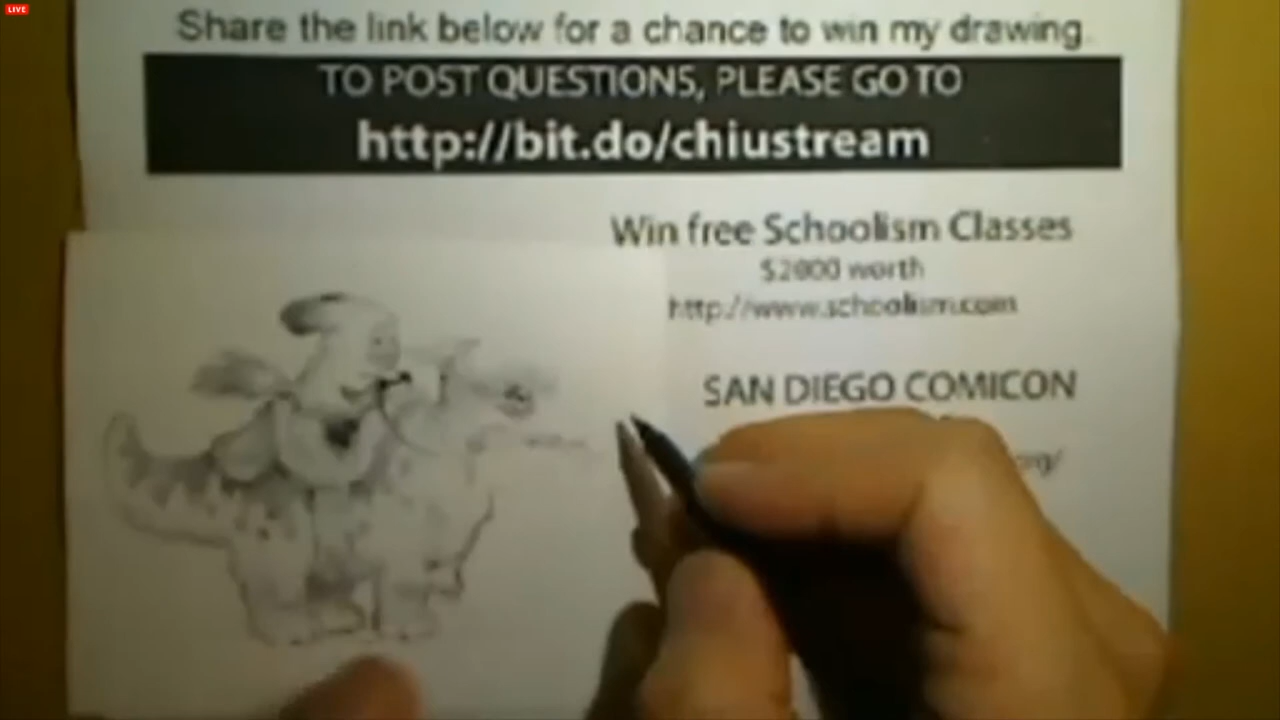 LIVE
Share the link below for a chance to win my drawing.
TO POST QUESTIONS, PLEASE GO TO
http://bit.do/chiustream
Win free Schoolism Classes
$2000 worth
http://www.schoolism.com
SAN DIEGO COMICON